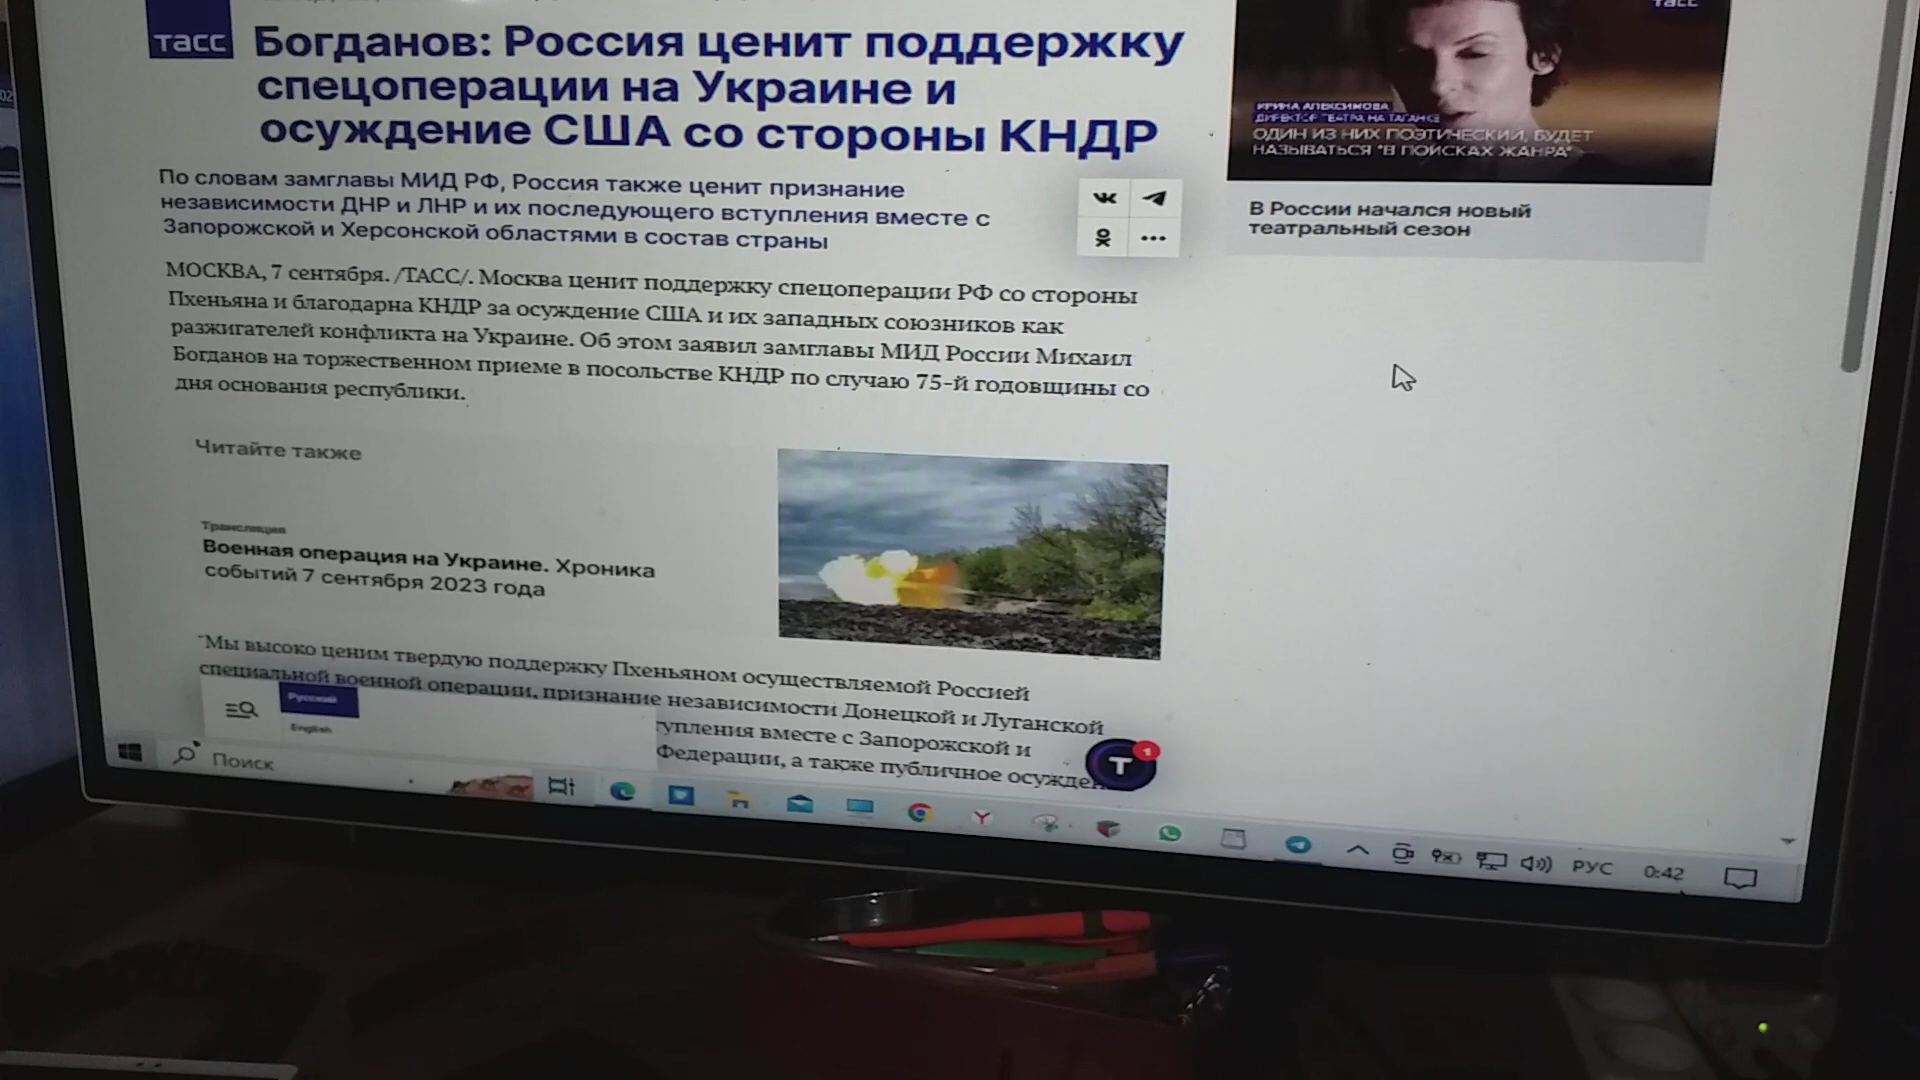 тасс
Богданов: Россия ценит поддержку
спецоперации на Украине и
осуждение США со стороны КНДР
По словам замглавы МИД РФ, Россия также ценит признание
независимости ДНР и ЛНР и их последующего вступления вместе с
Запорожской и Херсонской областями в состав страны
МОСКВА, 7 сентября. /ТАСС/. Москва ценит поддержку спецоперации РФ со стороны
Пхеньяна и благодарна КНДР за осуждение США и их западных союзников как
разжигателей конфликта на Украине. Об этом заявил замглавы МИД России Михаил
Богданов на торжественном приеме в посольстве КНДР по случаю 75-й годовщины со
дня основания республики.
Читайте также
Трансляция
Военная операция на Украине. Хроника
событий 7 сентября 2023 года
"Мы высоко ценим твердую поддержку Пхеньяном осуществляемой Россией
специальной военной операции, признание независимости Донецкой и Луганской
тупления вместе с Запорожской и
Федерации, а также публичное осужден
Русский
English
Т
1
тасс
ИРИНА АПЕКСИМОВА
ДИРЕКТОР ТЕАТРА НА ТАГАНКЕ
ОДИН ИЗ НИХ ПОЭТИЧЕСКИЙ, БУДЕТ
НАЗЫВАТЬСЯ "В ПОИСКАХ ЖАНРА"
В России начался новый
театральный сезон
Поиск
РУС
0:42